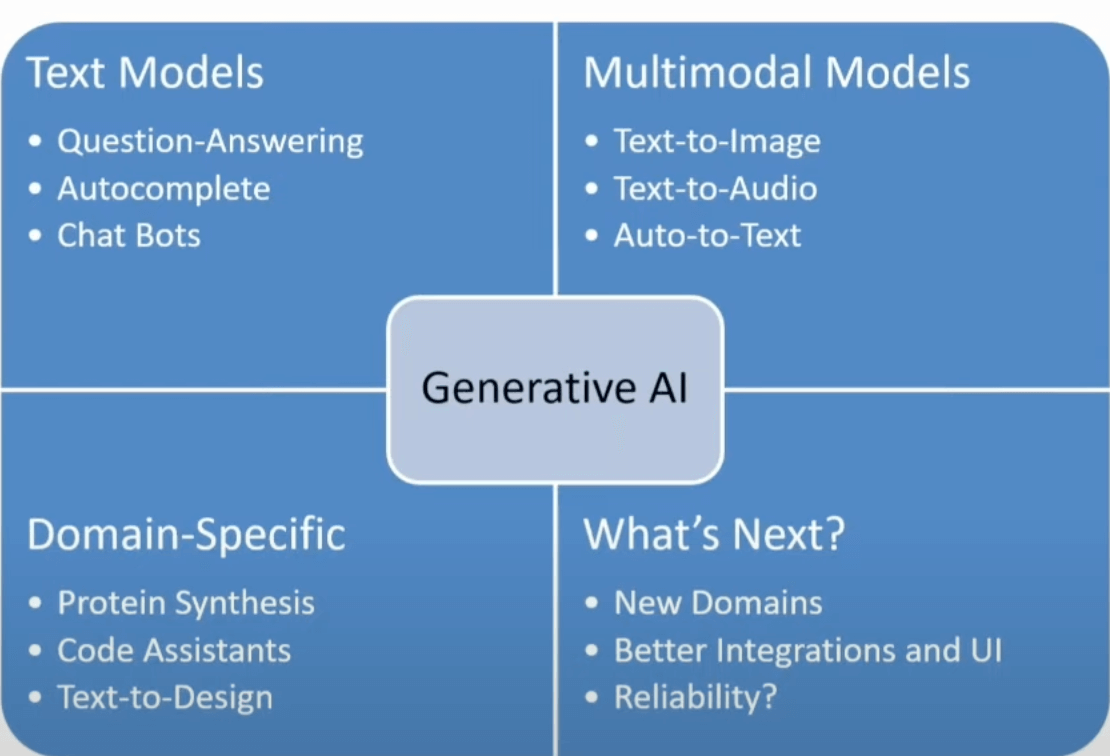 Text Models
• Question-Answering
• Autocomplete
• Chat Bots
Multimodal Models
• Text-to-Image
• Text-to-Audio
• Auto-to-Text
Generative AI
Domain-Specific
• Protein Synthesis
• Code Assistants
• Text-to-Design
What's Next?
• New Domains
• Better Integrations and UI
• Reliability?